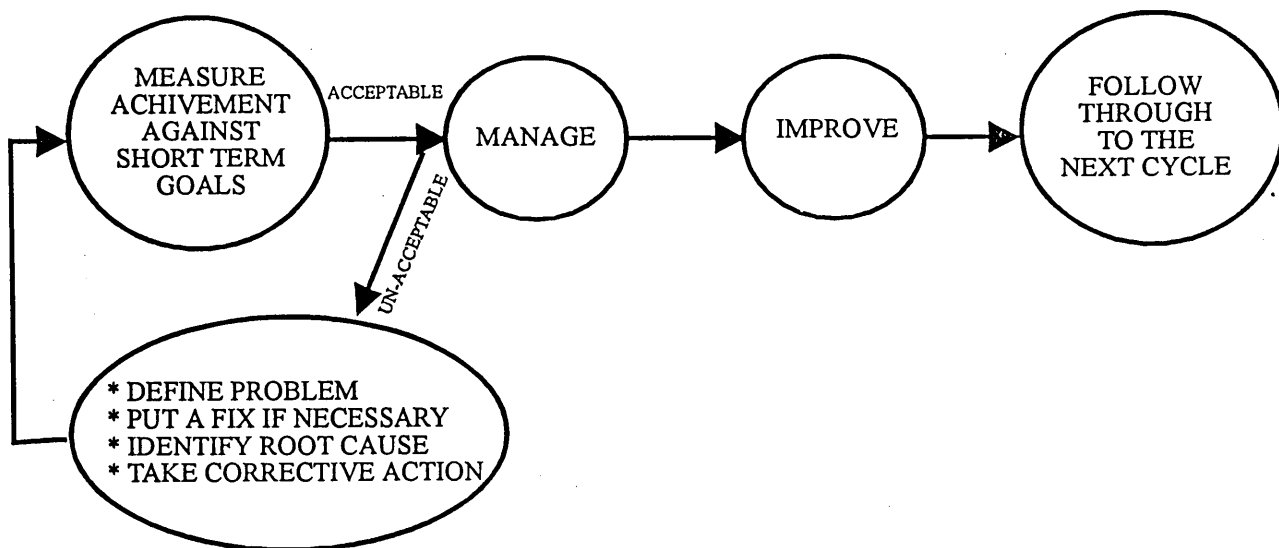 MEASURE
ACHIVEMENT
AGAINST
SHORT TERM
GOALS
ACCEPTABLE
UN-ACCEPTABLE
MANAGE
IMPROVE
FOLLOW
THROUGH
TO THE
NEXT CYCLE
* DEFINE PROBLEM
* PUT A FIX IF NECESSARY
* IDENTIFY ROOT CAUSE
* TAKE CORRECTIVE ACTION